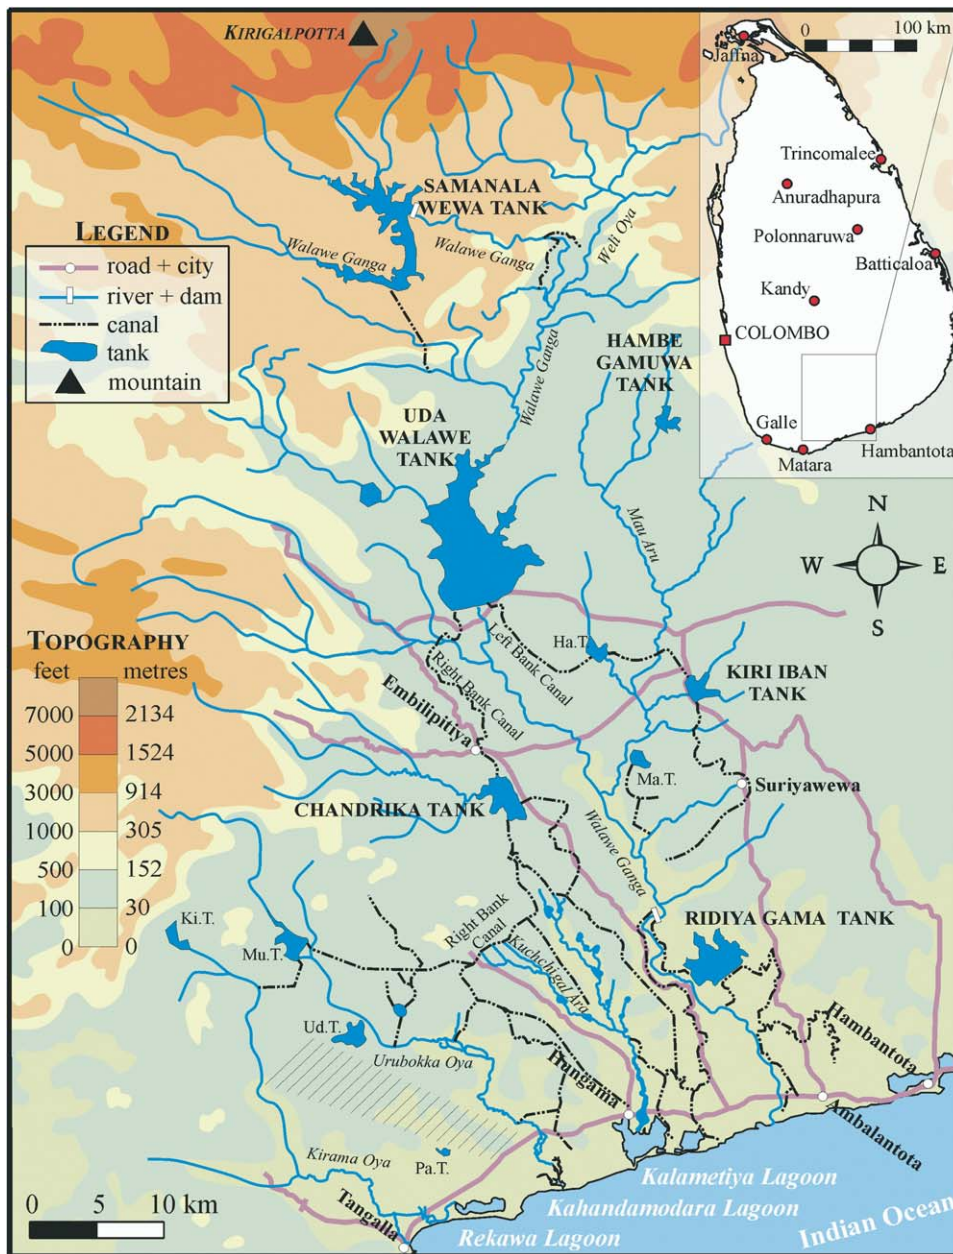 KIRIGALPOTTA
0 100 km
Jaffna
Trincomalee
Anuradhapura
Polonnaruwa
Batticaloa
Kandy
COLOMBO
Galle
Matara
Hambantota
SAMANALA
WEWA TANK
LEGEND
road + city
river + dam
canal
tank
mountain
Walawe Ganga
Walawe Ganga
Weli Oya
Walawe Ganga
HAMBE
GAMUWA
TANK
UDA
WALAWE
TANK
Mau Aru
N
W E
S
TOPOGRAPHY
feet metres
7000 2134
5000 1524
3000 914
1000 305
500 152
100 30
0 0
Left Bank Canal
Right Bank Canal
Ha.T.
KIRI IBAN
TANK
Embilipitiya
Ma.T.
Suriyawewa
CHANDRIKA TANK
Walawe Ganga
RIDIYA GAMA TANK
Right Bank
Canal
Kuchchigal Ara
Ki.T.
Mu.T.
Ud.T.
Urubokka Oya
Hungama
Hambantota
Ambalantota
Kirama Oya
Pa.T.
Tangalla
Kalametiya Lagoon
Kahandamodara Lagoon
Rekawa Lagoon
Indian Ocean
0 5 10 km